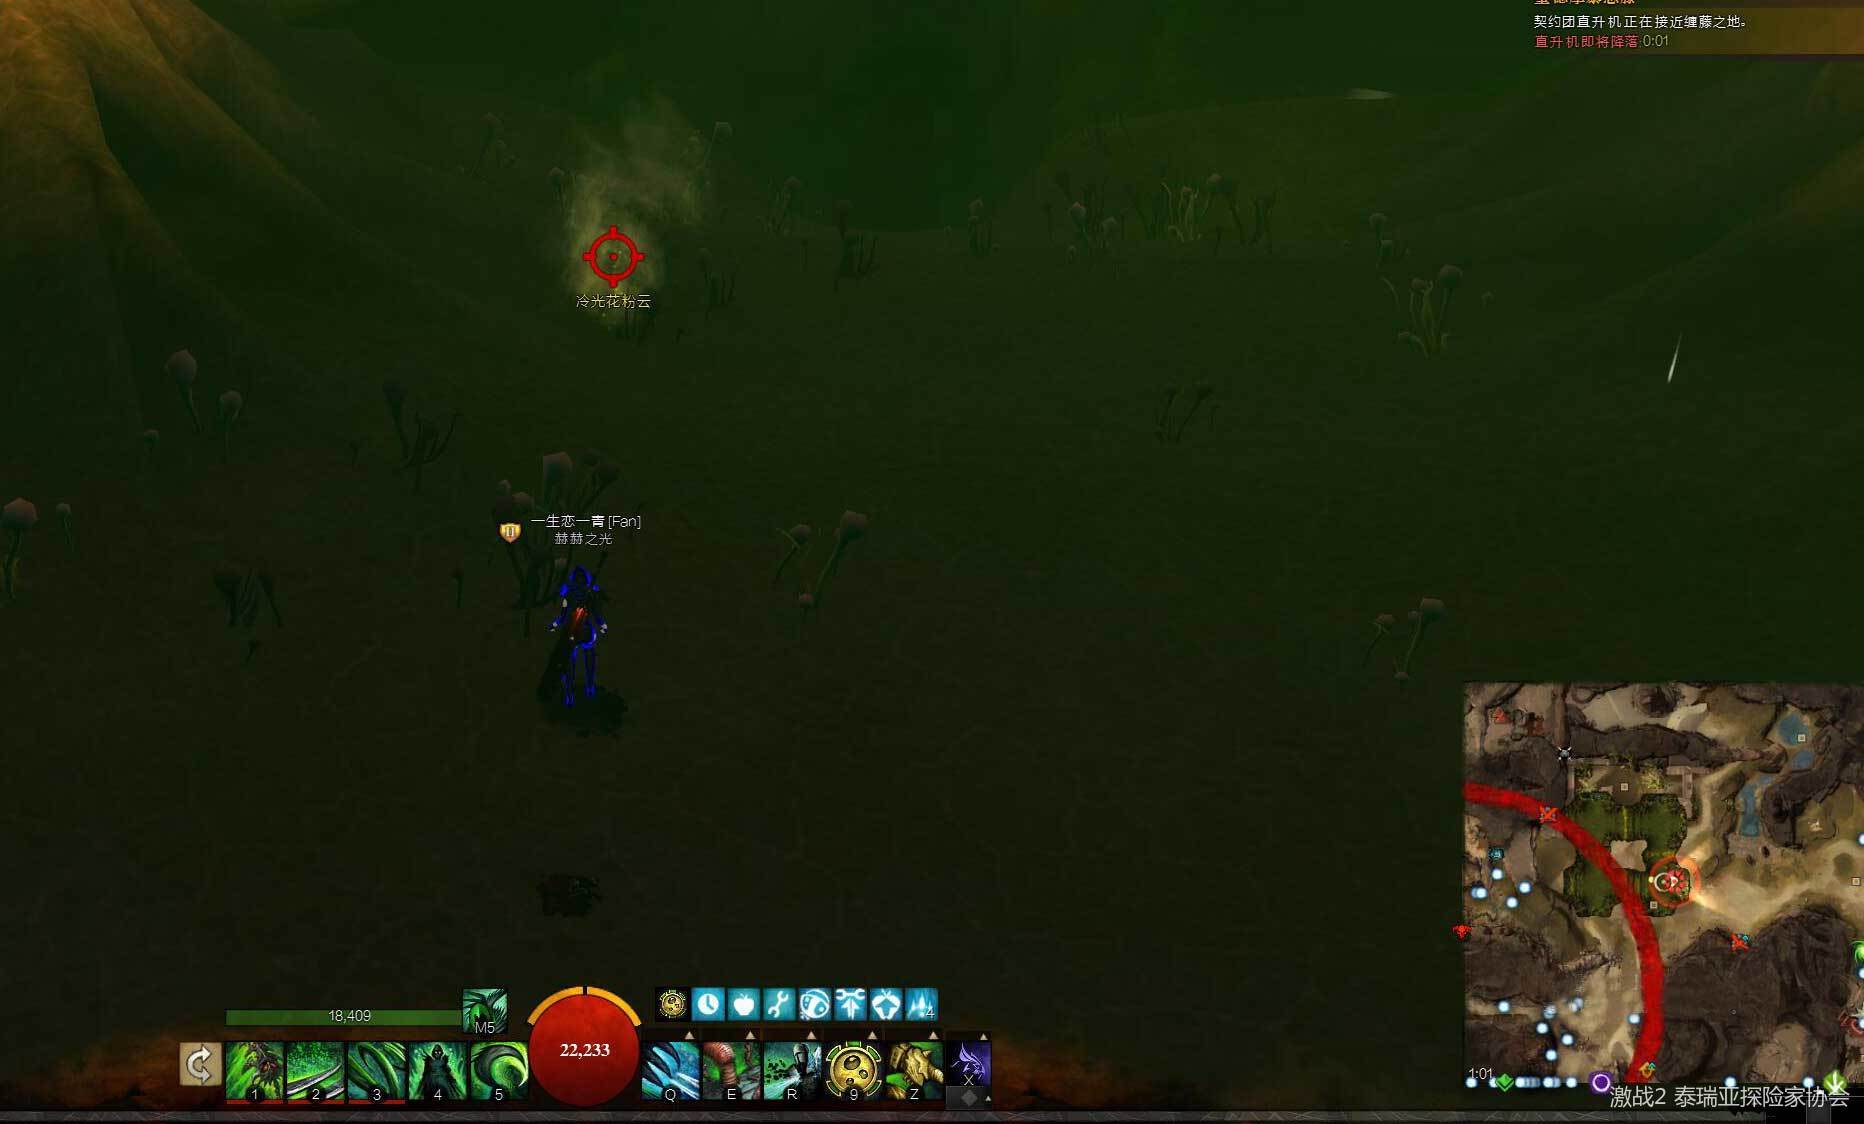 契约团直升机正在接近缠藤之地。
直升机即将降落:0:01
冷光花粉云
一生恋一青 [Fan]
赫赫之光
18,409
M5
22,233
4
1
2
3
4
5
Q
E
R
9
Z
X
1:01
激战2 泰瑞亚探险家协会